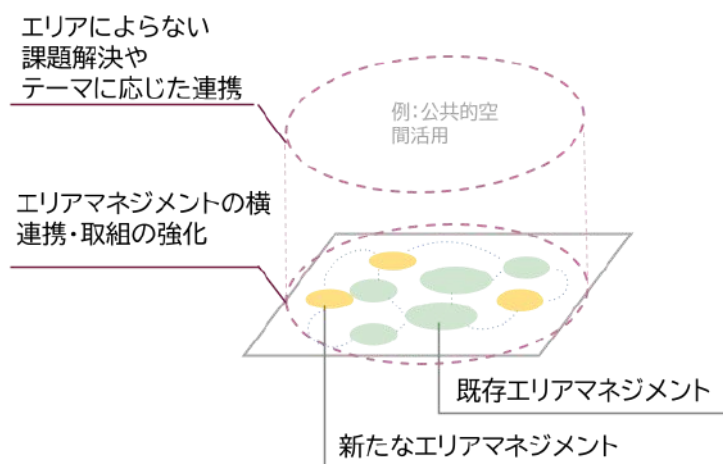 エリアによらない
課題解決や
テーマに応じた連携
例：公共的空
間活用
エリアマネジメントの横
連携・取組の強化
既存エリアマネジメント
新たなエリアマネジメント